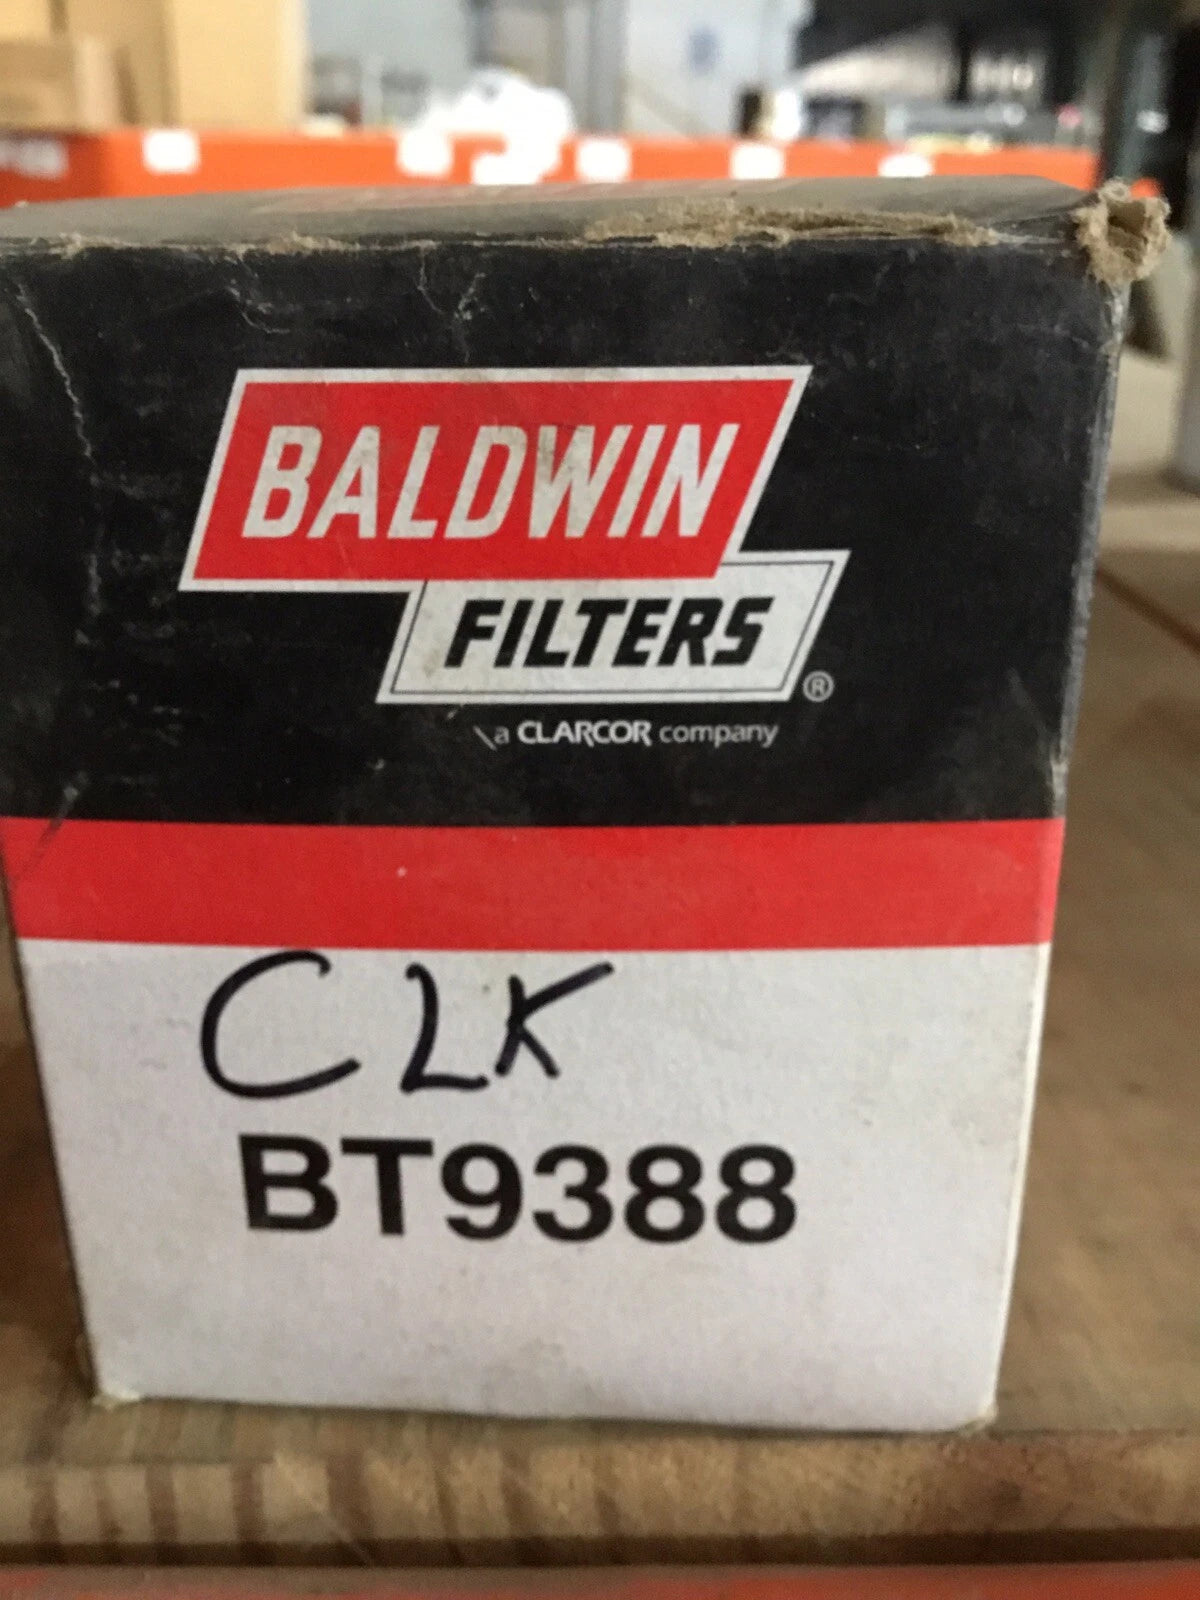 BALDWIN
FILTERS
®
a CLARCOR company
CLK
BT9388